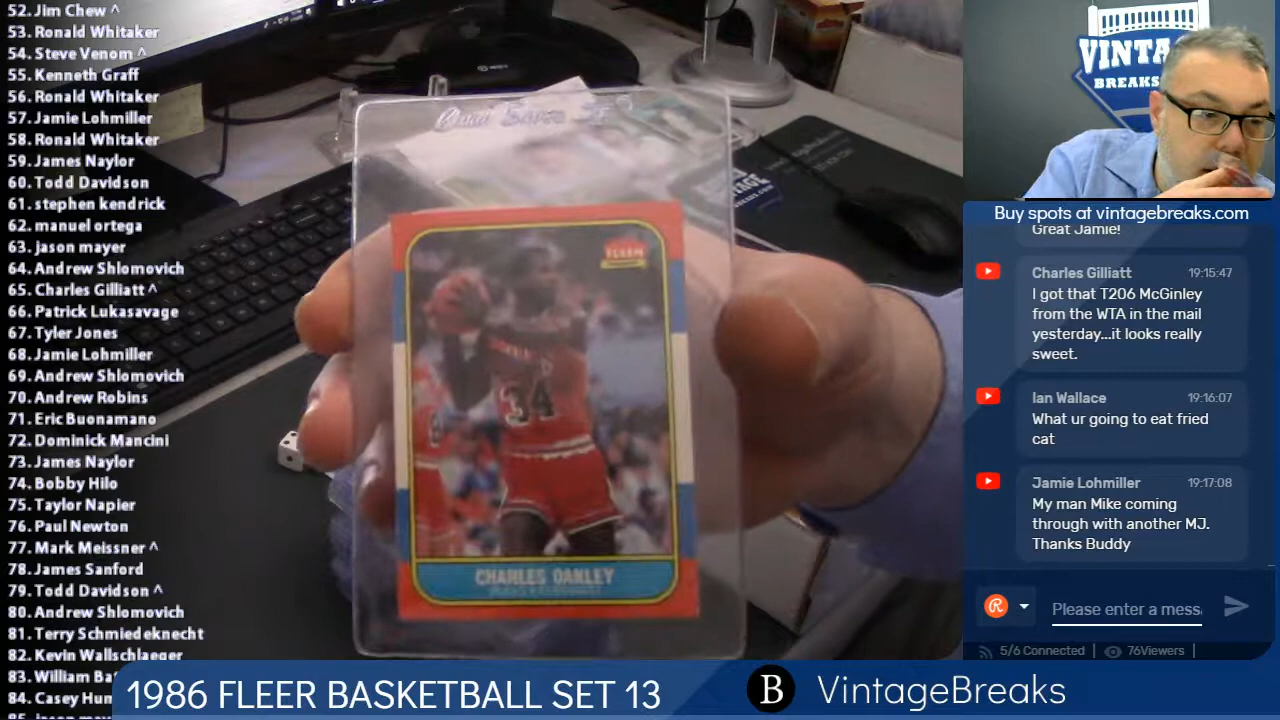 52. Jim Chew ^
53. Ronald Whitaker
54. Steve Venom ^
55. Kenneth Graff
56. Ronald Whitaker
57. Jamie Lohmiller
58. Ronald Whitaker
59. James Naylor
60. Todd Davidson
61. stephen kendrick
62. manuel ortega
63. jason mayer
64. Andrew Shlomovich
65. Charles Gilliatt ^
66. Patrick Lukasavage
67. Tyler Jones
68. Jamie Lohmiller
69. Andrew Shlomovich
70. Andrew Robins
71. Eric Buonamano
72. Dominick Mancini
73. James Naylor
74. Bobby Hilo
75. Taylor Napier
76. Paul Newton
77. Mark Meissner ^
78. James Sanford
79. Todd Davidson ^
80. Andrew Shlomovich
81. Terry Schmiedeknecht
82. Kevin Wallschlaeger
83. William
84. Casey
FLEER
34
CHARLES OAKLEY
VINTA
BREAKS
Buy spots at vintagebreaks.com
Great Jamie!
Charles Gilliatt 19:15:47
I got that T206 McGinley
from the WTA in the mail
yesterday...it looks really
sweet.
Ian Wallace 19:16:07
What ur going to eat fried
cat
Jamie Lohmiller 19:17:08
My man Mike coming
through with another MJ.
Thanks Buddy
Please enter a messa
5/6 Connected | 76Viewers |
1986 FLEER BASKETBALL SET 13
B VintageBreaks